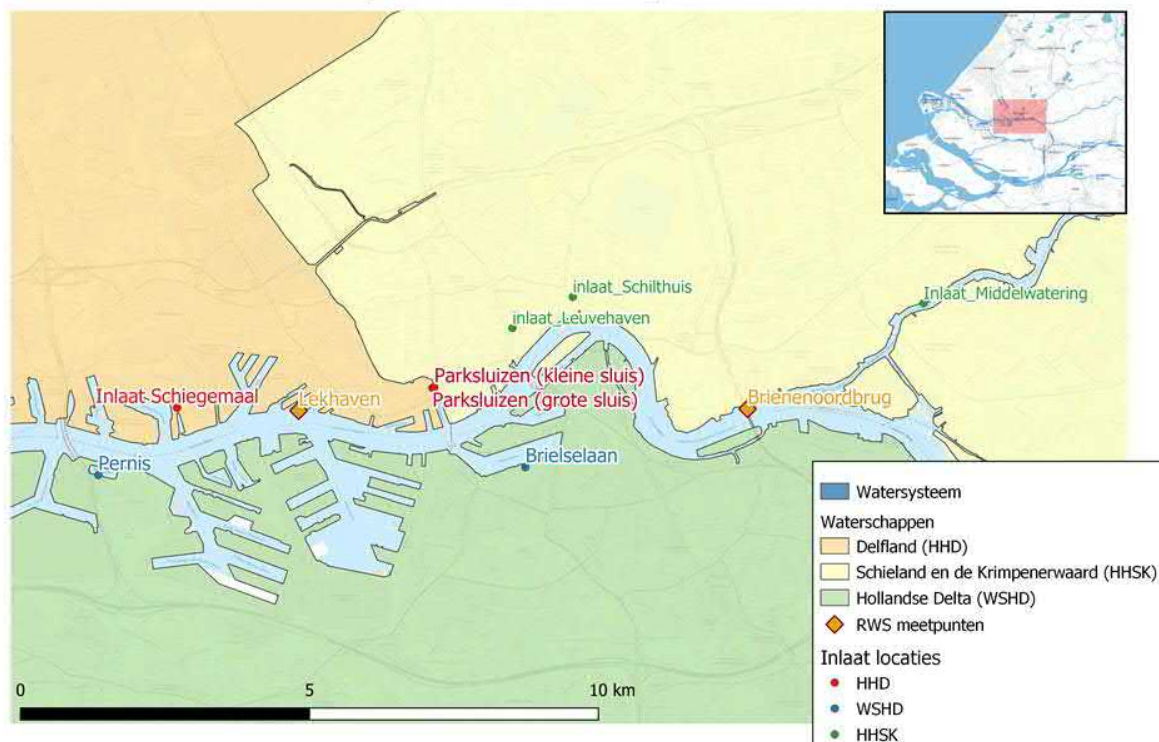 inlaat_Schilthuis
Inlaat_Middelwatering
inlaat_Leuvehaven
Parksluizen (kleine sluis)
Parksluizen (grote sluis)
Inlaat Schiegemaal
Lekhaven
Brienenoordbrug
Pernis
Brielselaan
Watersysteem
Waterschappen
Delfland (HHD)
Schieland en de Krimpenerwaard (HHSK)
Hollandse Delta (WSHD)
RWS meetpunten
Inlaat locaties
HHD
WSHD
HHSK
0 5 10 km